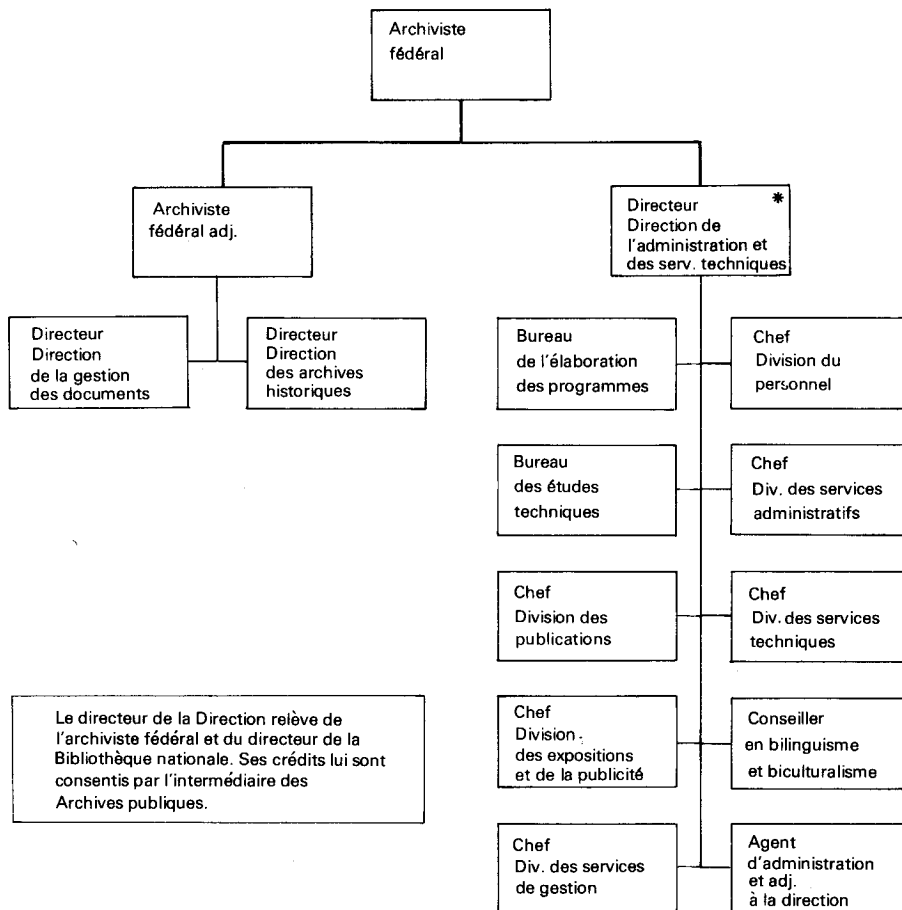 Archiviste
fédéral
Archiviste
fédéral adj.
Directeur *
Direction de
l'administration et
des serv. techniques
Directeur
Direction
de la gestion
des documents
Directeur
Direction
des archives
historiques
Bureau
de l'élaboration
des programmes
Chef
Division du
personnel
Bureau
des études
techniques
Chef
Div. des services
administratifs
Chef
Division des
publications
Chef
Div. des services
techniques
Le directeur de la Direction relève de
l'archiviste fédéral et du directeur de la
Bibliothèque nationale. Ses crédits lui sont
consentis par l'intermédiaire des
Archives publiques.
Chef
Division
des expositions
et de la publicité
Conseiller
en bilinguisme
et biculturalisme
Chef
Div. des services
de gestion
Agent
d'administration
et adj.
à la direction